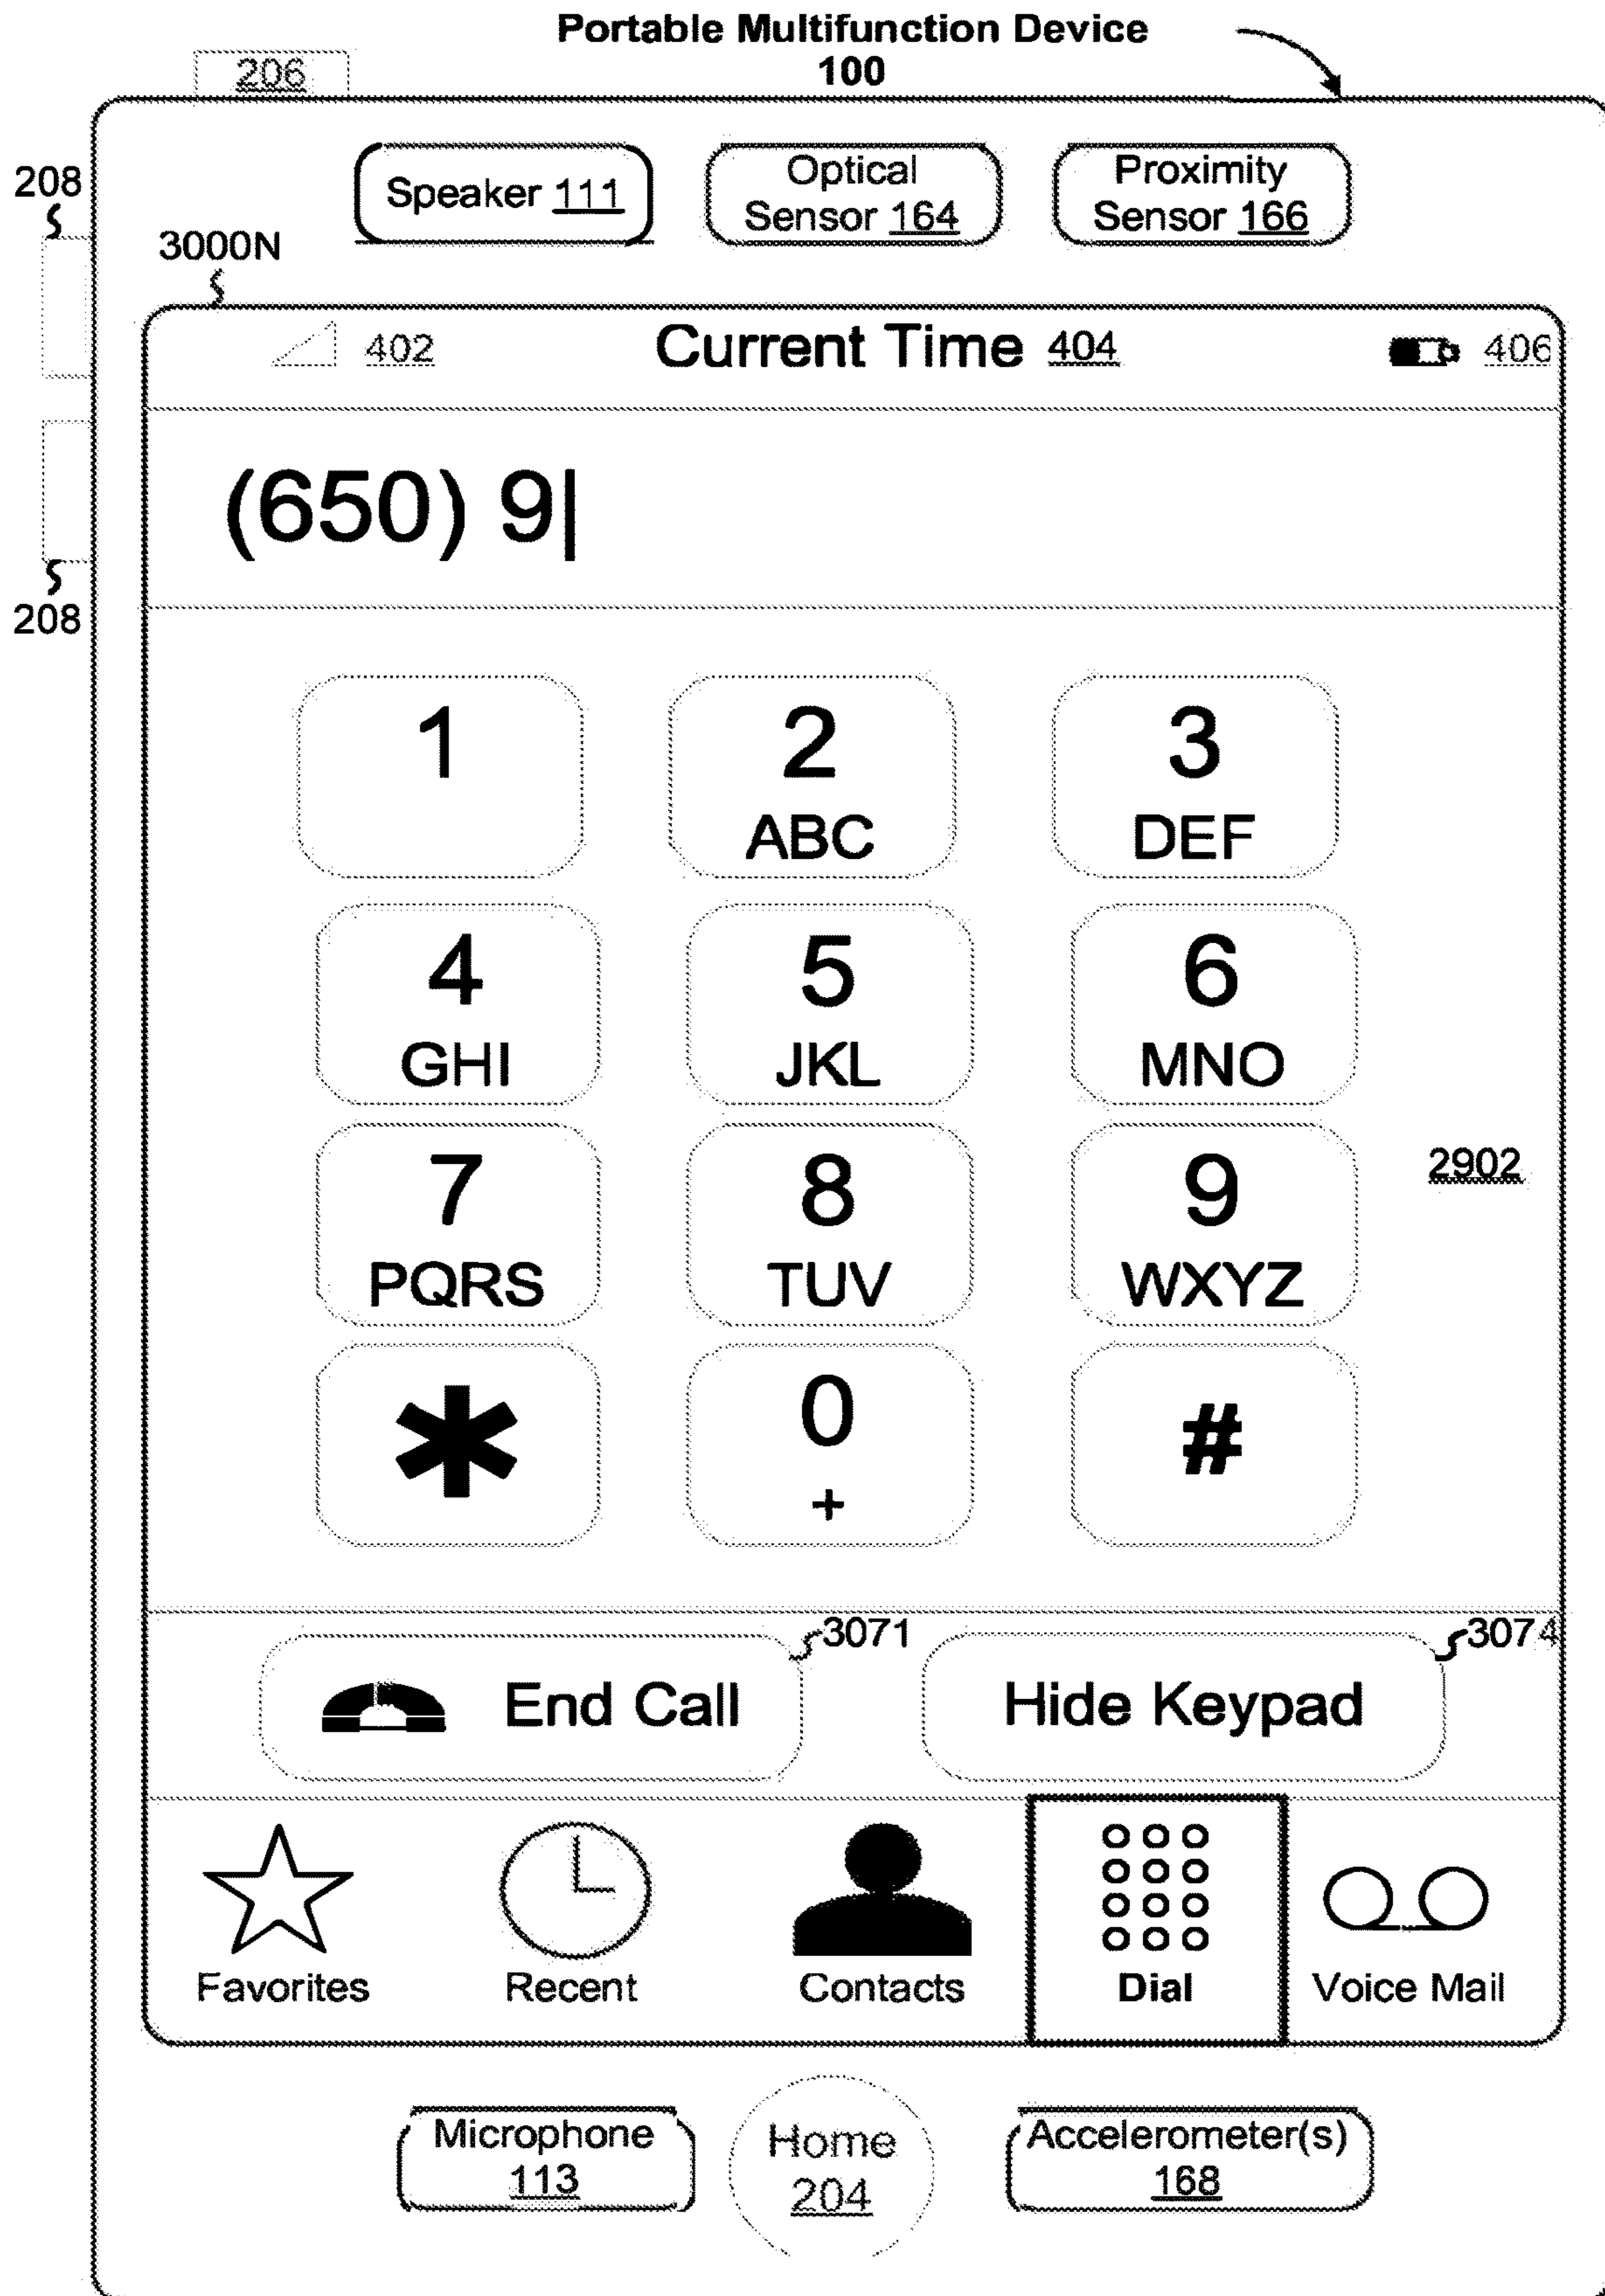 Portable Multifunction Device
100
206
208
Speaker 111
Optical
Sensor 164
Proximity
Sensor 166
3000N
402
Current Time 404
406
(650) 9
208
1
2
ABC
3
DEF
4
GHI
5
JKL
6
MNO
7
PQRS
8
TUV
9
WXYZ
2902
*
0
+
#
3071
3074
End Call
Hide Keypad
Favorites
Recent
Contacts
Dial
Voice Mail
Microphone
113
Home
204
Accelerometer(s)
168